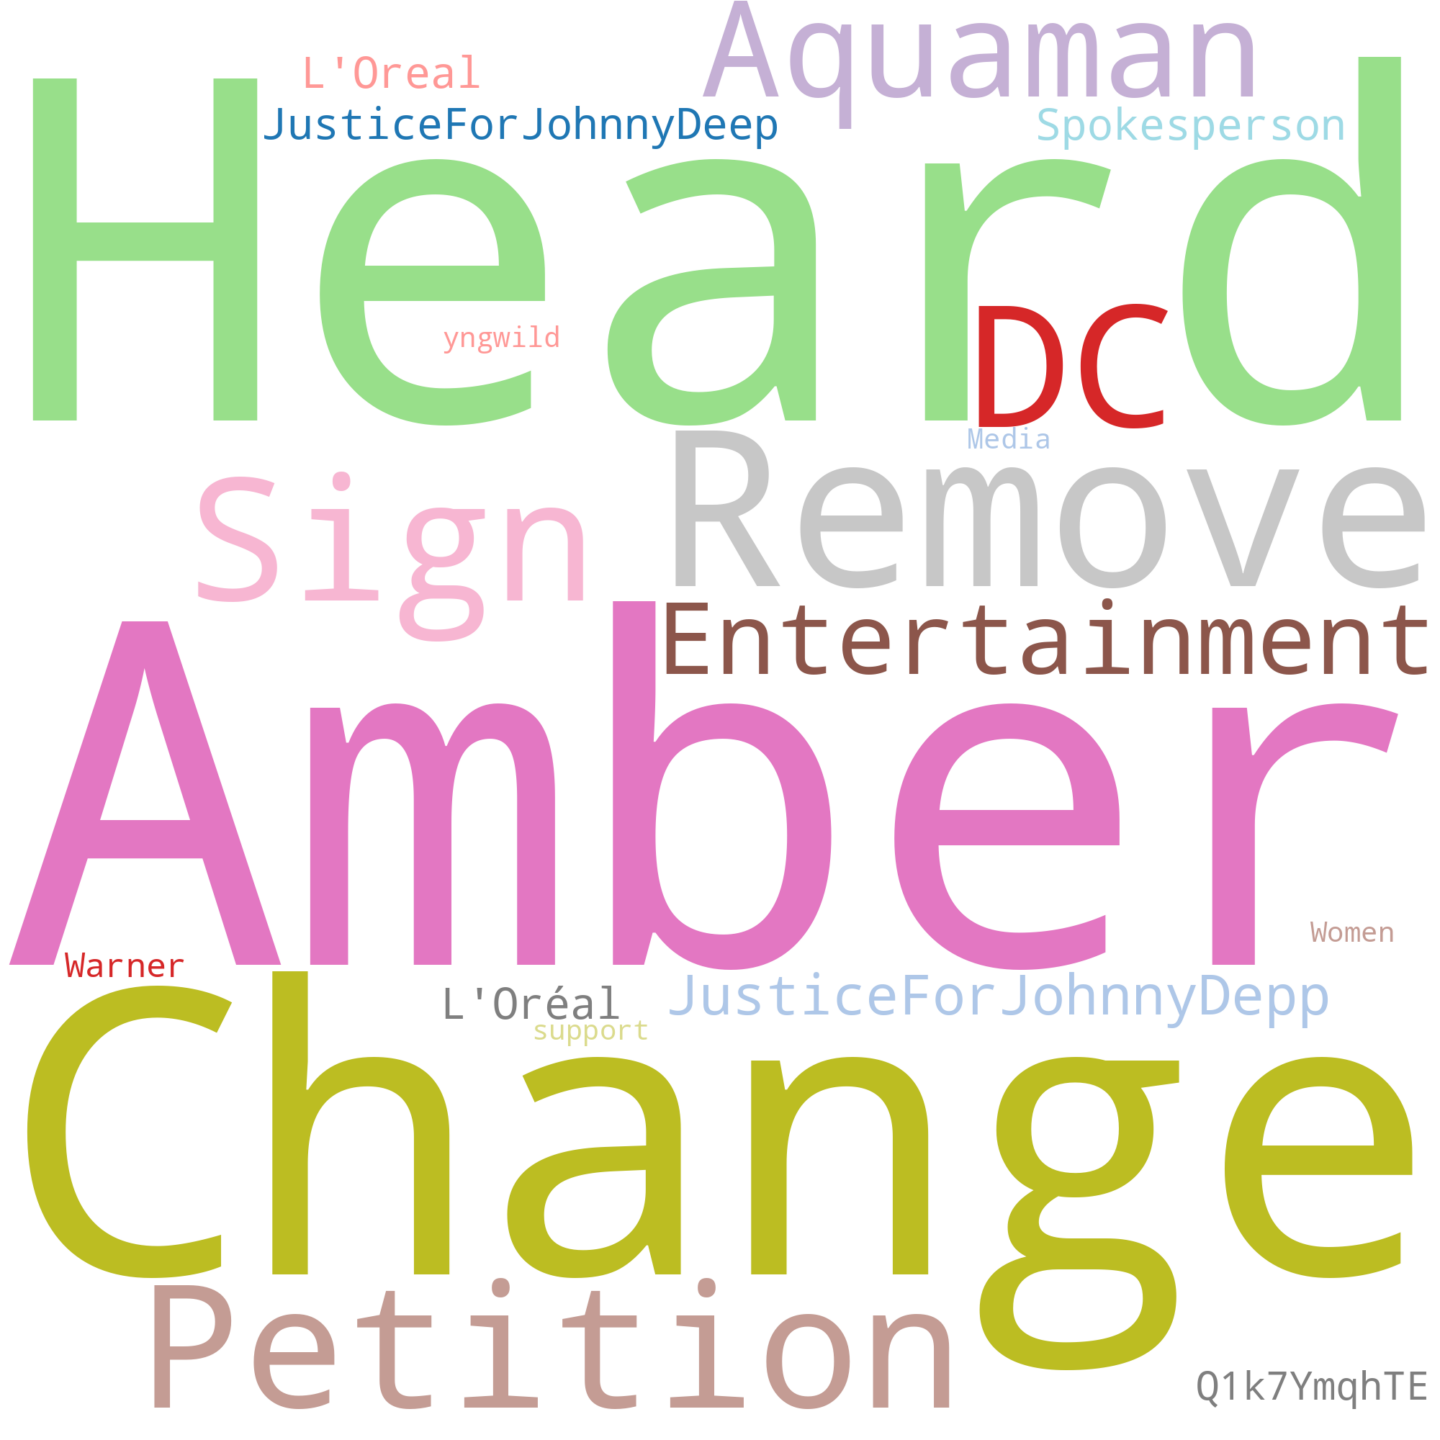 Aquaman
L'Oreal
JusticeForJohnnyDeep
Spokesperson
Heard
yngwild
DC
Media
Remove
Sign
Entertainment
Amber
Women
Warner
L'Oréal
JusticeForJohnnyDepp
support
Change
Petition
Q1k7YmqhTE